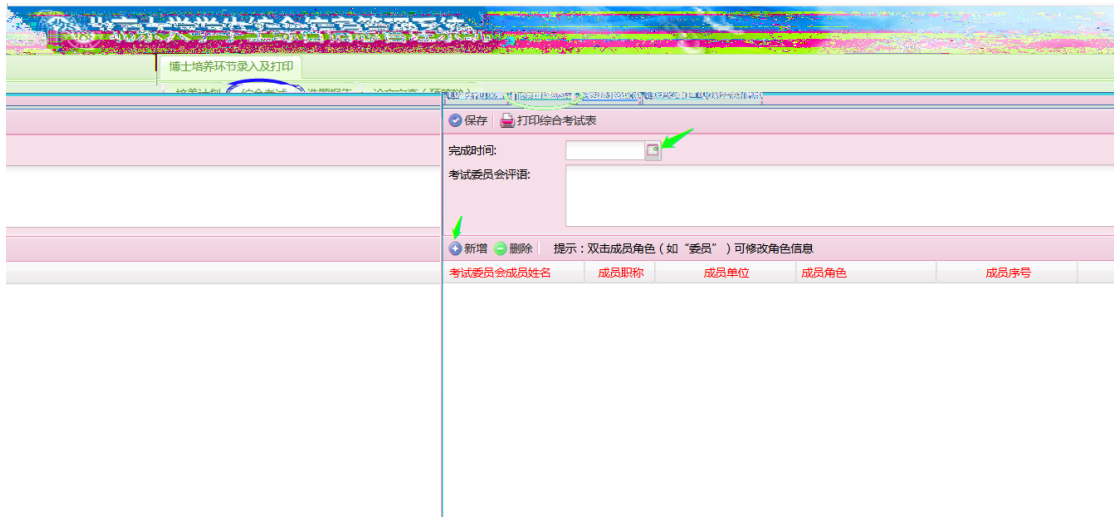 博士培养环节录入及打印
保存 打印综合考试表
完成时间:
考试委员会评语:
新增 删除 提示:双击成员角色(如“委员”)可修改角色信息
考试委员会成员姓名 成员职称 成员单位 成员角色 成员序号